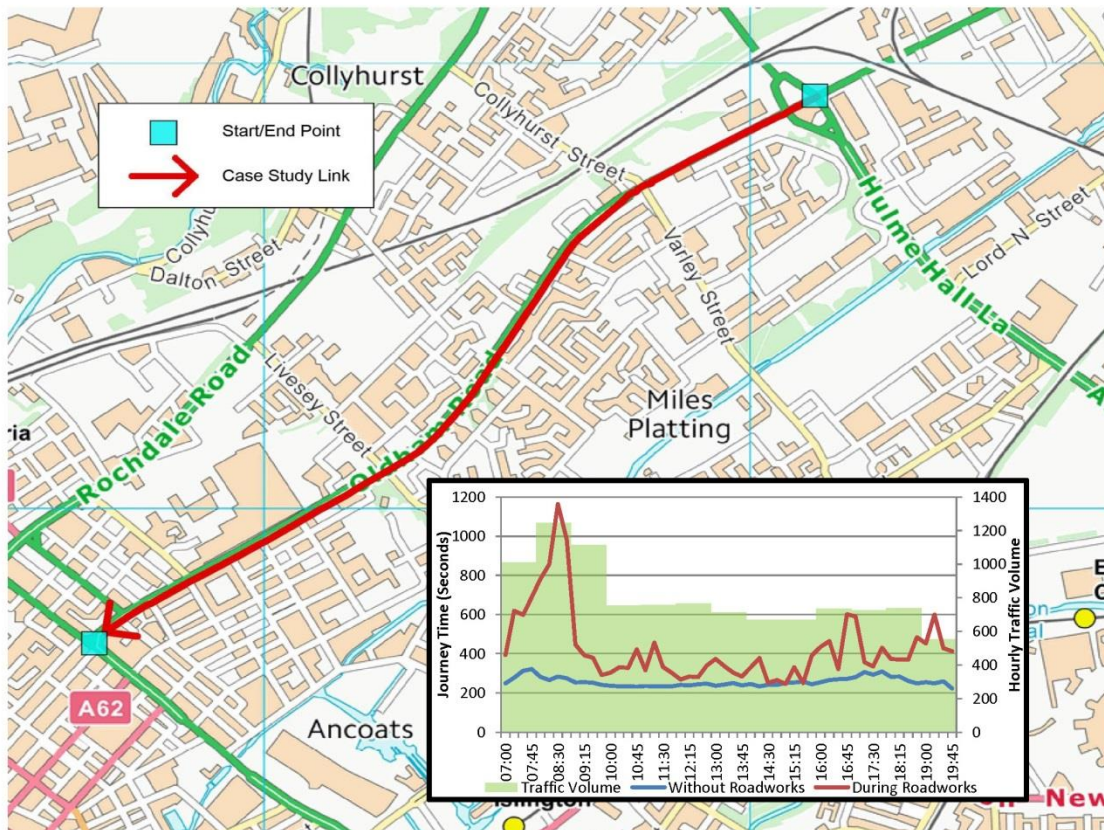 Collyhurst
Start/End Point
Case Study Link
Collyhurst Street
Collyhu
Dalton Street
Rochdale Road
Livesey Street
Oldham Road
Varley Street
Hulme Hall La
Lord N Street
A
Miles
Platting
ria
A62
Ancoats
Islington
E
C
on
al
on
New
Journey Time (Seconds)
1200
1000
800
600
400
200
0
Hourly Traffic Volume
1400
1200
1000
800
600
400
200
0
07:00
07:45
08:30
09:15
10:00
10:45
11:30
12:15
13:00
13:45
14:30
15:15
16:00
16:45
17:30
18:15
19:00
19:45
Traffic Volume
Without Roadworks
During Roadworks